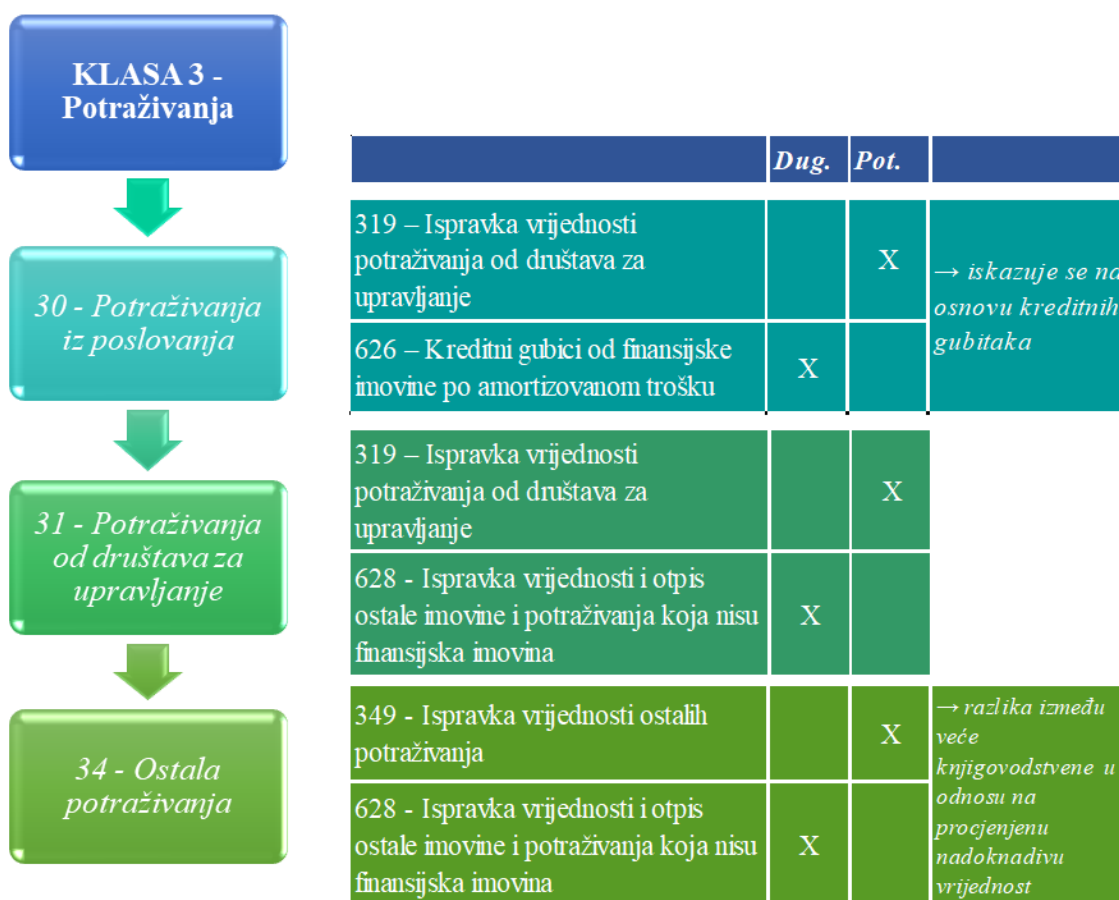 KLASA 3 -
Potraživanja
30 - Potraživanja
iz poslovanja
31 - Potraživanja
od društava za
upravljanje
34 - Ostala
potraživanja
Dug. Pot.
319 – Ispravka vrijednosti
potraživanja od društava za
upravljanje
X
→ iskazuje se na
osnovu kreditnih
gubitaka
626 – Kreditni gubici od finansijske
imovine po amortizovanom trošku
X
319 – Ispravka vrijednosti
potraživanja od društava za
upravljanje
X
628 - Ispravka vrijednosti i otpis
ostale imovine i potraživanja koja nisu
finansijska imovina
X
349 - Ispravka vrijednosti ostalih
potraživanja
X
→ razlika između
veće
knjigovodstvene u
odnosu na
procjenjenu
nadoknadivu
vrijednost
628 - Ispravka vrijednosti i otpis
ostale imovine i potraživanja koja nisu
finansijska imovina
X